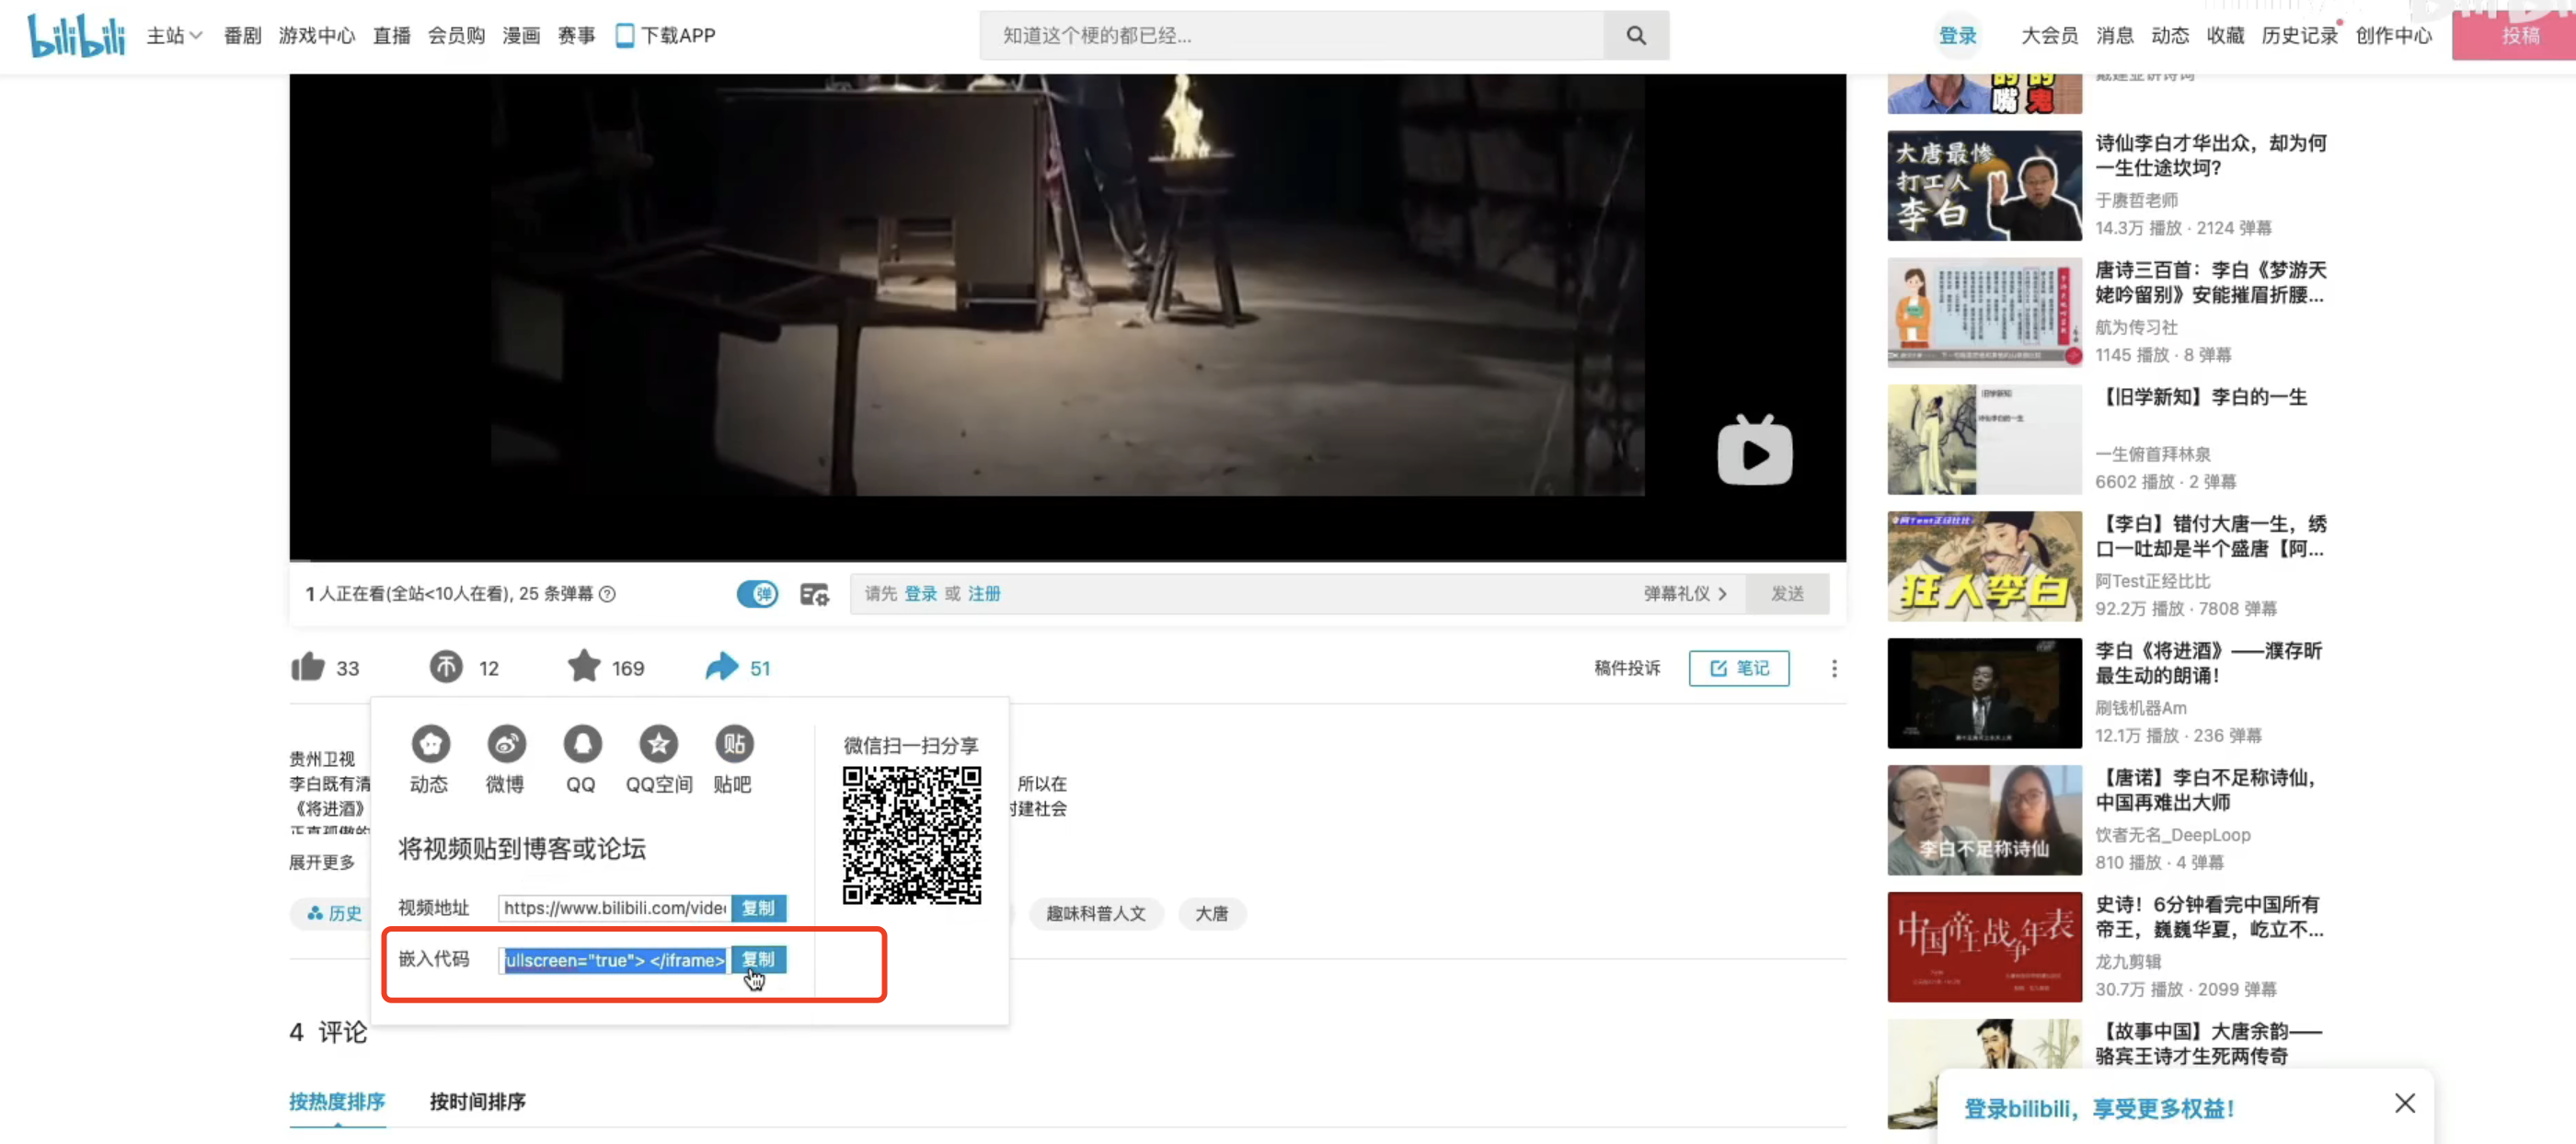 bilibili 主站 番剧 游戏中心 直播 会员购 漫画 赛事 下载APP
知道这个梗的都已经...
登录 大会员 消息 动态 收藏 历史记录 创作中心 投稿
1人正在看(全站<10人在看), 25 条弹幕
弹
请先 登录 或 注册
弹幕礼仪 >
发送
33 12 169 51
稿件投诉
笔记
贵州卫视
李白既有清
所以在
《将进酒》
建社会
展开更多
动态 微博 QQ QQ空间 贴吧
贴
微信扫一扫分享
将视频贴到博客或论坛
视频地址 https://www.bilibili.com/vide 复制
嵌入代码 ullscreen="true"> </iframe> 复制
历史
趣味科普人文
大唐
4 评论
按热度排序 按时间排序
嘴 鬼
大唐最惨
打工人
李白
诗仙李白才华出众，却为何
一生仕途坎坷？
于赓哲老师
14.3万 播放 · 2124 弹幕
唐诗三百首：李白《梦游天
姥吟留别》安能摧眉折腰...
航为传习社
1145 播放 · 8 弹幕
【旧学新知】李白的一生
一生俯首拜林泉
6602 播放 · 2 弹幕
狂人李白
【李白】错付大唐一生，绣
口一吐却是半个盛唐【阿...
阿Test正经比比
92.2万 播放 · 7808 弹幕
李白《将进酒》——濮存昕
最生动的朗诵！
刷钱机器Am
12.1万 播放 · 236 弹幕
李白不足称诗仙
【唐诺】李白不足称诗仙，
中国再难出大师
饮者无名_DeepLoop
810 播放 · 4 弹幕
中国帝王战争年表
史诗！6分钟看完中国所有
帝王，巍巍华夏，屹立不...
龙九剪辑
30.7万 播放 · 2099 弹幕
【故事中国】大唐余韵——
骆宾王诗才生死两传奇
登录bilibili，享受更多权益！